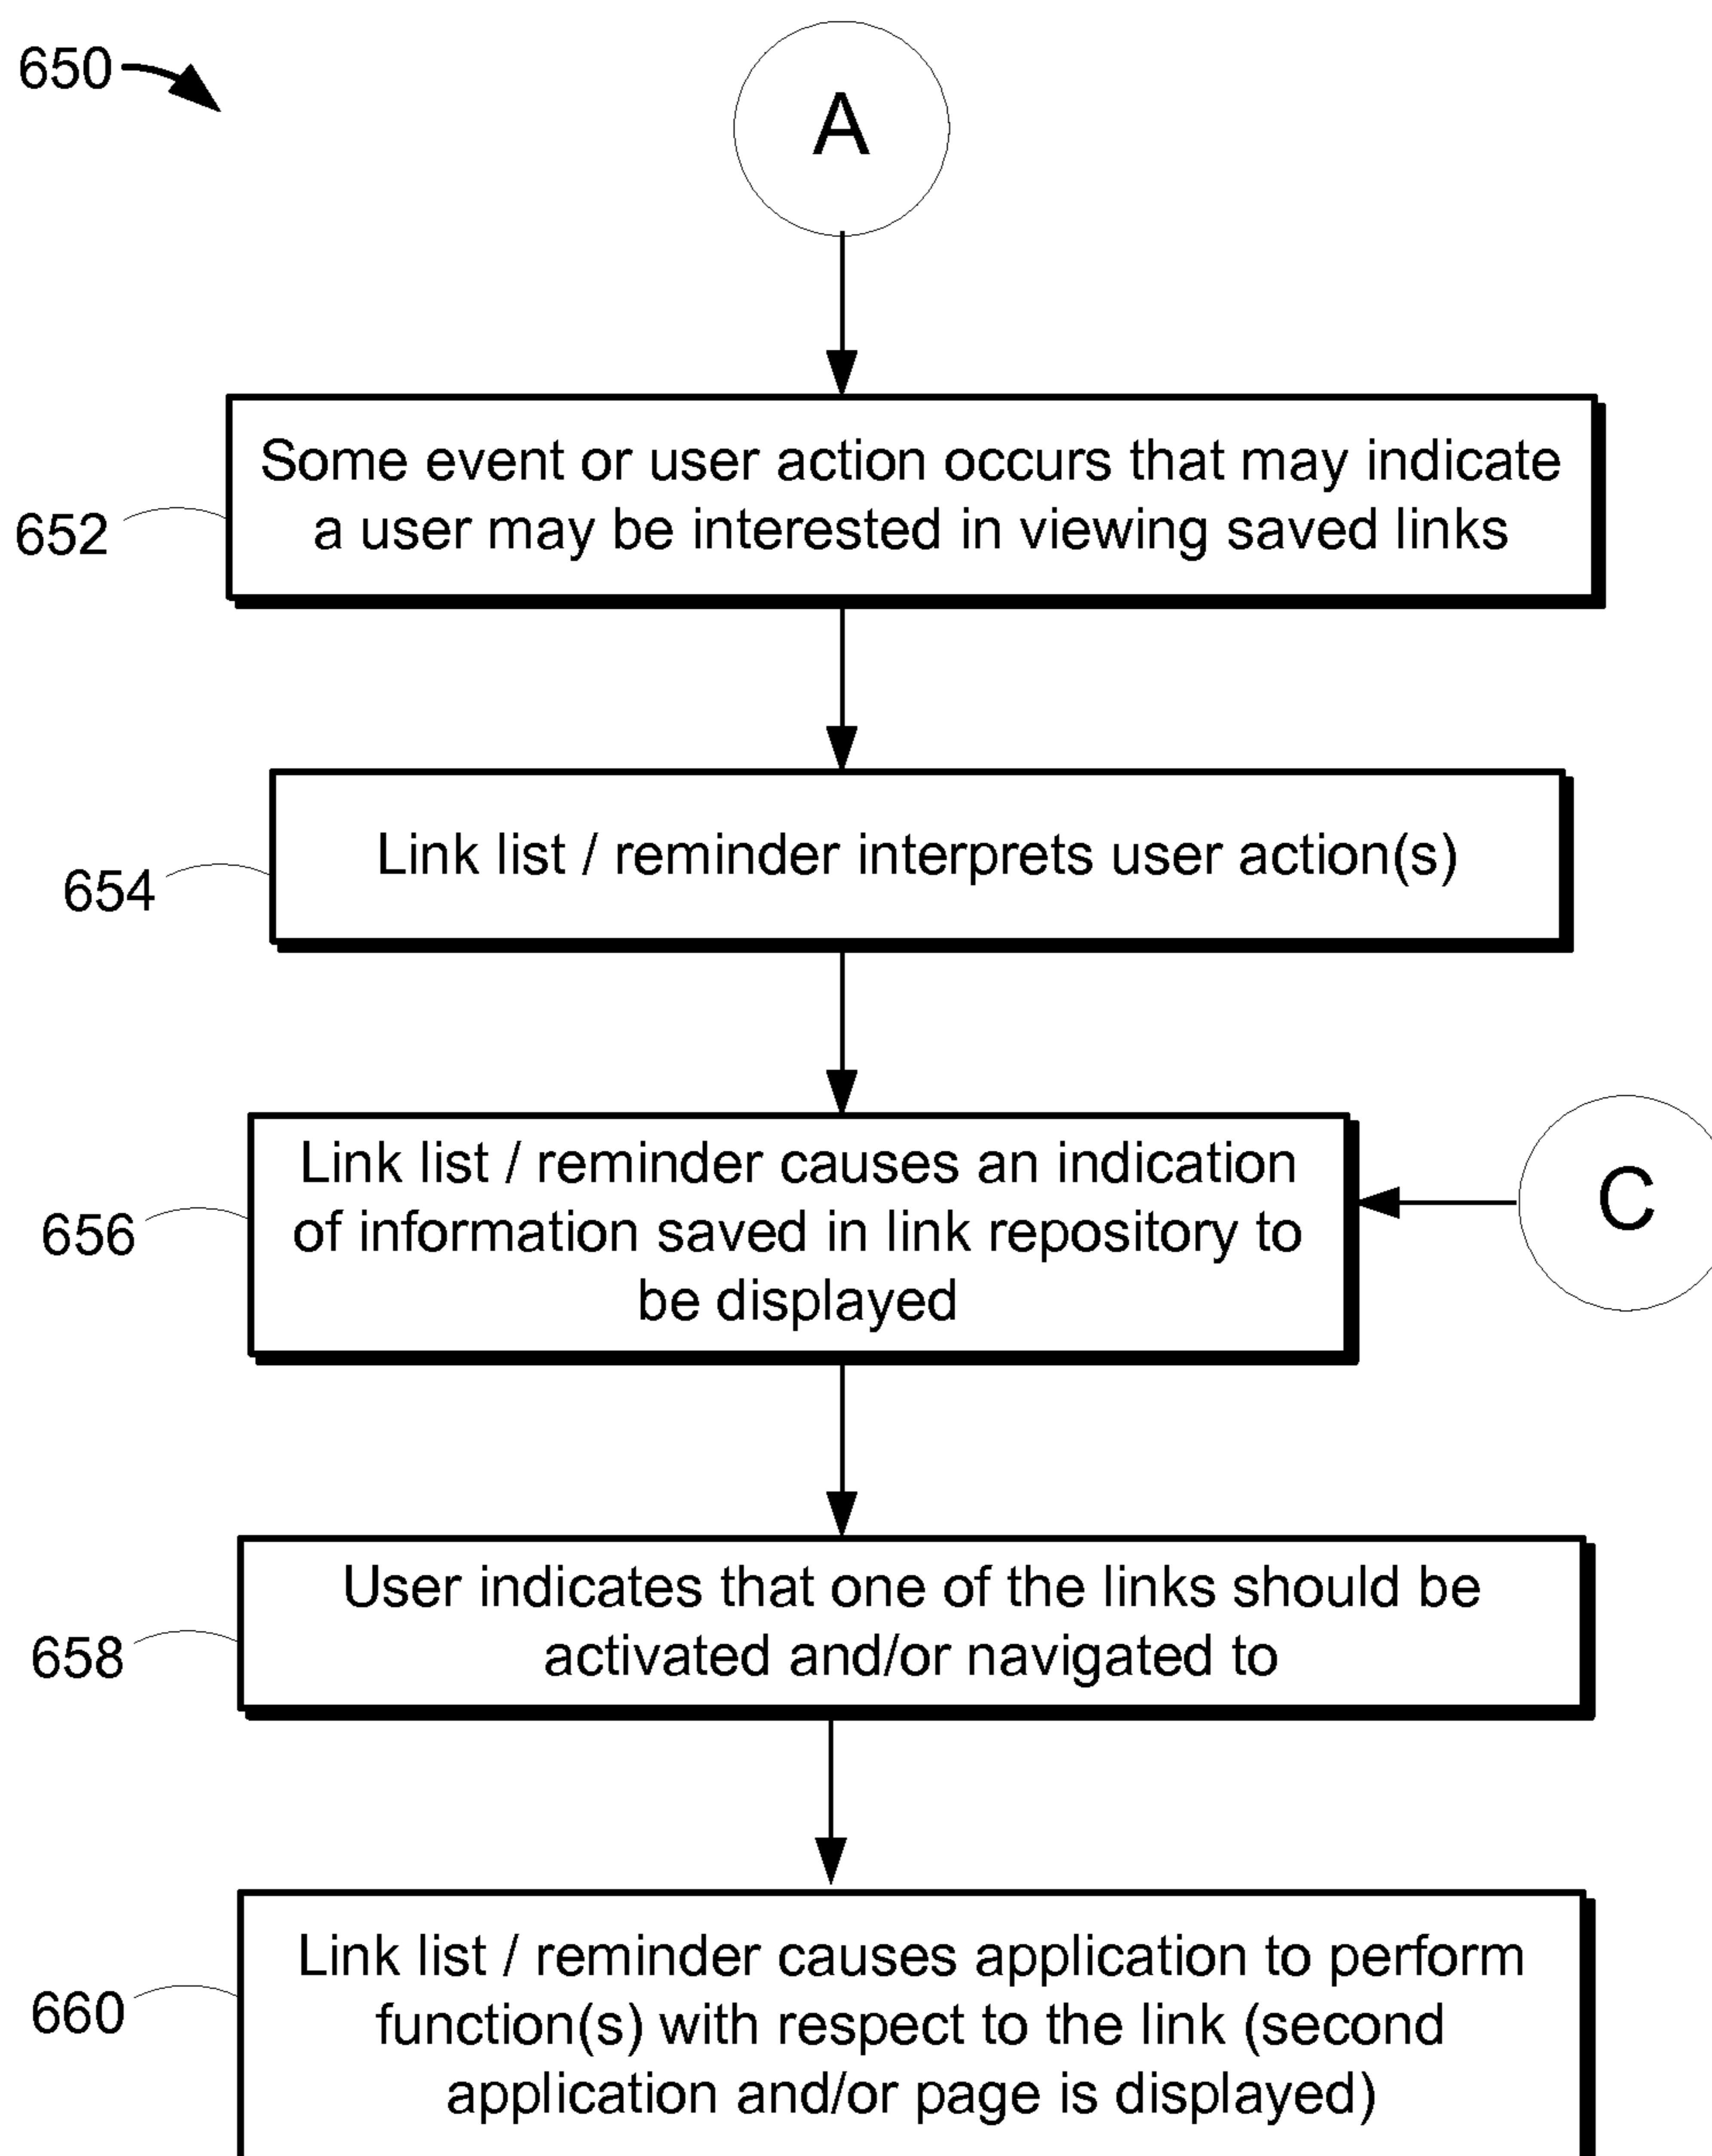 650
A
Some event or user action occurs that may indicate
a user may be interested in viewing saved links
652
Link list / reminder interprets user action(s)
654
Link list / reminder causes an indication
of information saved in link repository to
be displayed
656
C
User indicates that one of the links should be
activated and/or navigated to
658
Link list / reminder causes application to perform
function(s) with respect to the link (second
application and/or page is displayed)
660